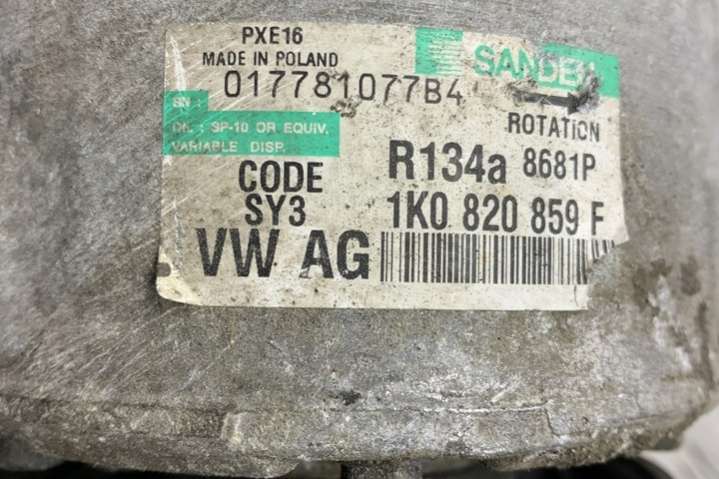 PXE16
MADE IN POLAND
SANDEN
017781077B4
SN :
OIL : SP-10 OR EQUIV.
VARIABLE DISP.
ROTATION
CODE
R134a 8681P
SY3
1K0 820 859 F
VW AG